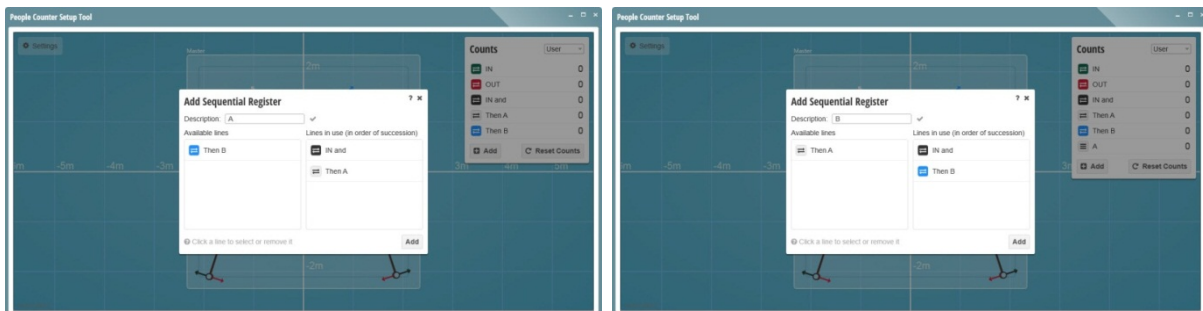 People Counter Setup Tool
Settings
Master
2m
-5m -4m -3m
3m 4m 5m
-2m
Counts User
IN 0
OUT 0
IN and 0
Then A 0
Then B 0
Add Reset Counts
Add Sequential Register
? ×
Description: A
Available lines
Lines in use (in order of succession)
Then B
IN and
Then A
Click a line to select or remove it
Add
People Counter Setup Tool
Settings
Master
2m
-5m -4m -3m
-2m
Counts User
IN 0
OUT 0
IN and 0
Then A 0
Then B 0
A 0
Add Reset Counts
Add Sequential Register
? ×
Description: B
Available lines
Lines in use (in order of succession)
Then A
IN and
Then B
Click a line to select or remove it
Add